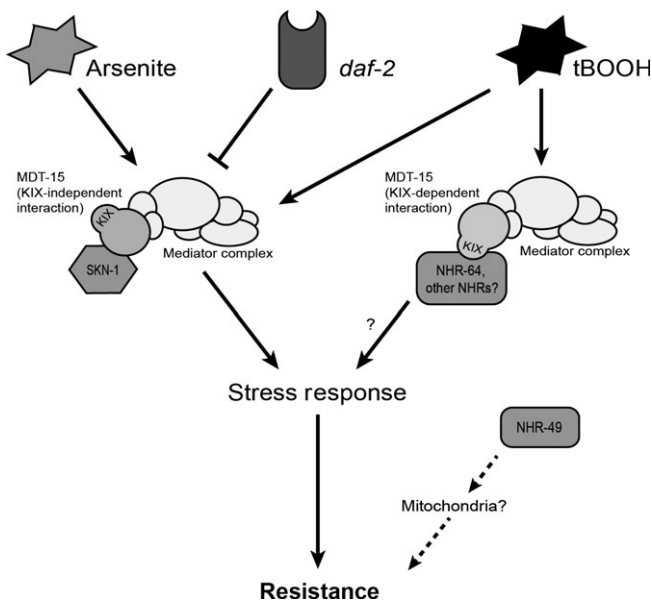 Arsenite
daf-2
tBOOH
MDT-15
(KIX-independent
interaction)
KIX
SKN-1
Mediator complex
MDT-15
(KIX-dependent
interaction)
KIX
Mediator complex
NHR-64,
other NHRs?
?
Stress response
NHR-49
Mitochondria?
Resistance